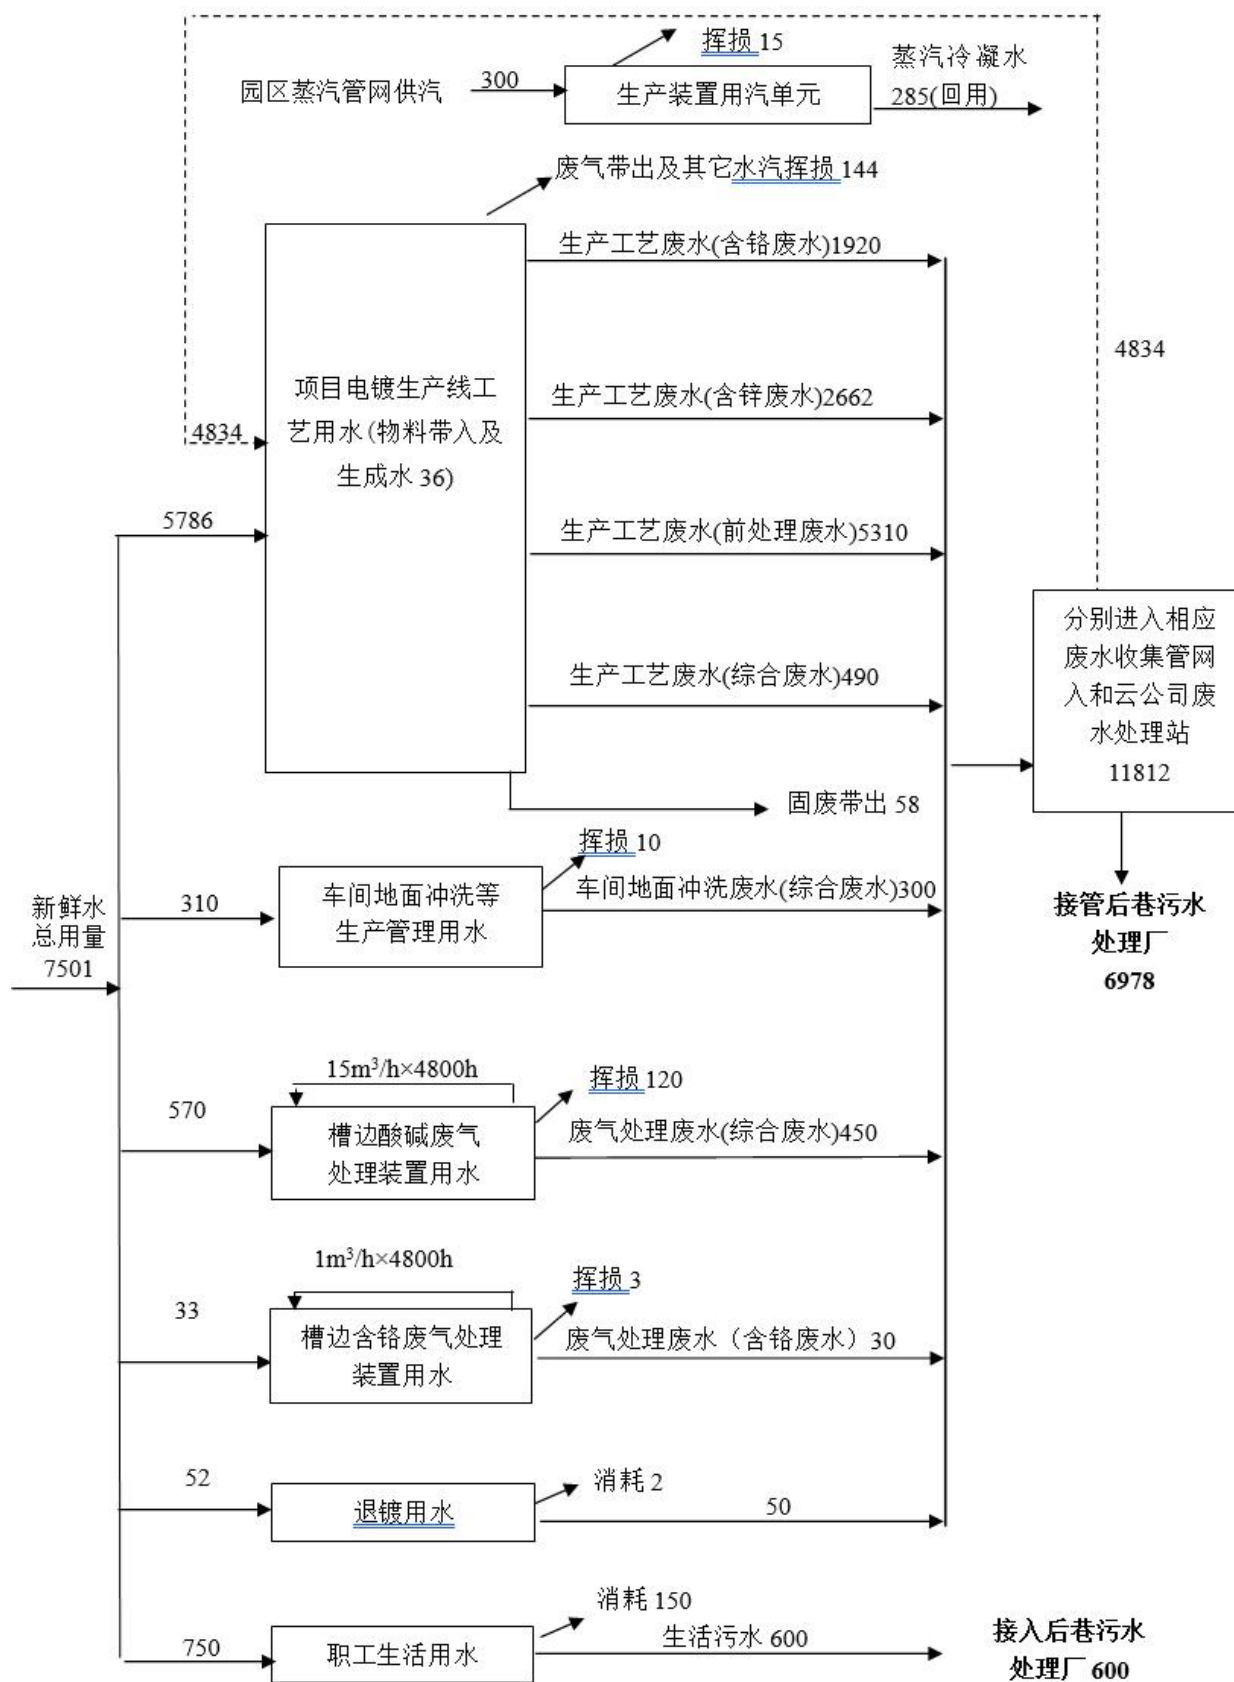 挥损 15
蒸汽冷凝水
园区蒸汽管网供汽
300
生产装置用汽单元
285(回用)
废气带出及其它水汽挥损 144
生产工艺废水(含铬废水)1920
4834
项目电镀生产线工
艺用水(物料带入及
生成水 36)
生产工艺废水(含锌废水)2662
4834
5786
生产工艺废水(前处理废水)5310
分别进入相应
废水收集管网
入和云公司废
水处理站
11812
生产工艺废水(综合废水)490
固废带出 58
挥损 10
新鲜水
总用量
7501
310
车间地面冲洗等
生产管理用水
车间地面冲洗废水(综合废水)300
接管后巷污水
处理厂
6978
15m³/h×4800h
挥损 120
570
槽边酸碱废气
处理装置用水
废气处理废水(综合废水)450
1m³/h×4800h
挥损 3
33
槽边含铬废气处理
装置用水
废气处理废水（含铬废水）30
52
消耗 2
退镀用水
50
消耗 150
750
职工生活用水
生活污水 600
接入后巷污水
处理厂 600